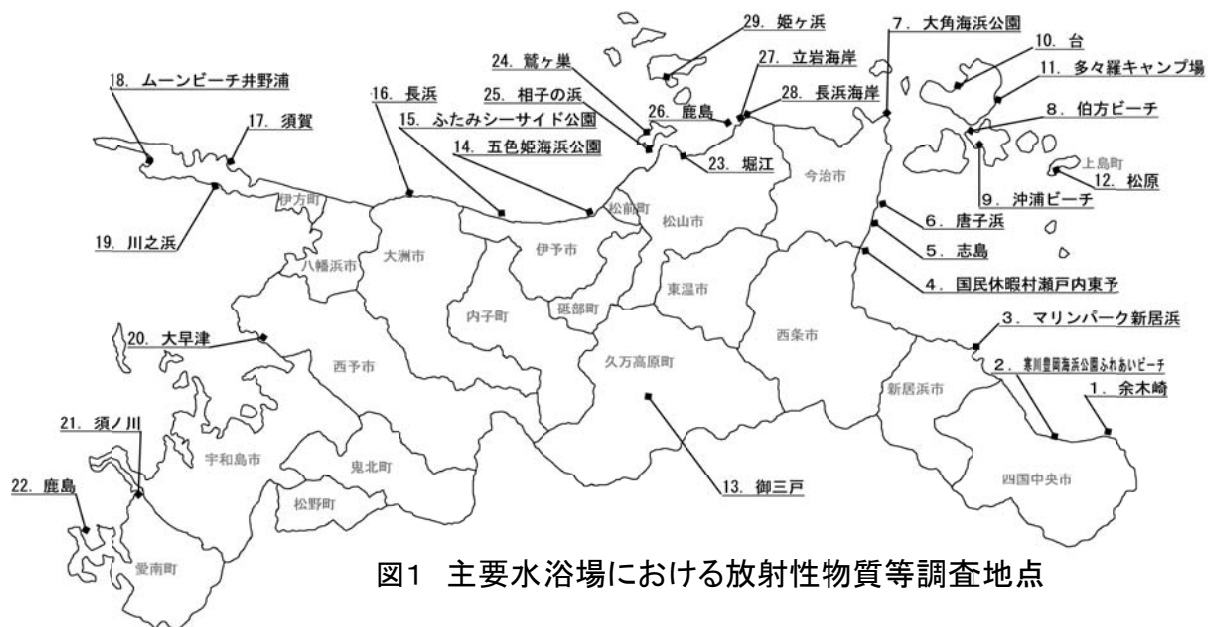 29. 姫ヶ浜
7. 大角海浜公園
24. 鷲ヶ巣
27. 立岩海岸
10. 台
18. ムーンビーチ井野浦
25. 相子の浜
28. 長浜海岸
11. 多々羅キャンプ場
16. 長浜
26. 鹿島
8. 伯方ビーチ
15. ふたみシーサイド公園
17. 須賀
14. 五色姫海浜公園
23. 堀江
上島町
12. 松原
今治市
伊方町
松前町
松山市
9. 沖浦ビーチ
6. 唐子浜
19. 川之浜
大洲市
伊予市
5. 志島
八幡浜市
東温市
4. 国民休暇村瀬戸内東予
内子町
砥部町
20. 大早津
西条市
3. マリンパーク新居浜
西予市
久万高原町
2. 寒川豊岡海浜公園ふれあいビーチ
新居浜市
1. 余木崎
21. 須ノ川
宇和島市
鬼北町
四国中央市
22. 鹿島
松野町
13. 御三戸
愛南町
図1 主要水浴場における放射性物質等調査地点